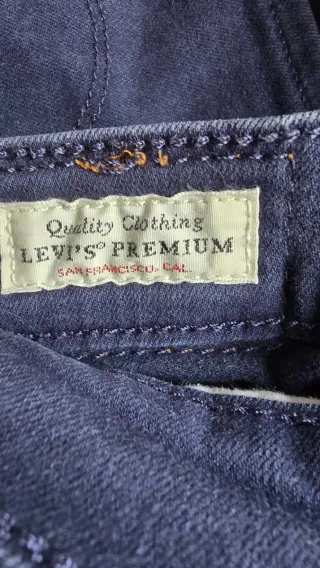 Quality Clothing
LEVI'S® PREMIUM
SAN FRANCISCO. CAL.